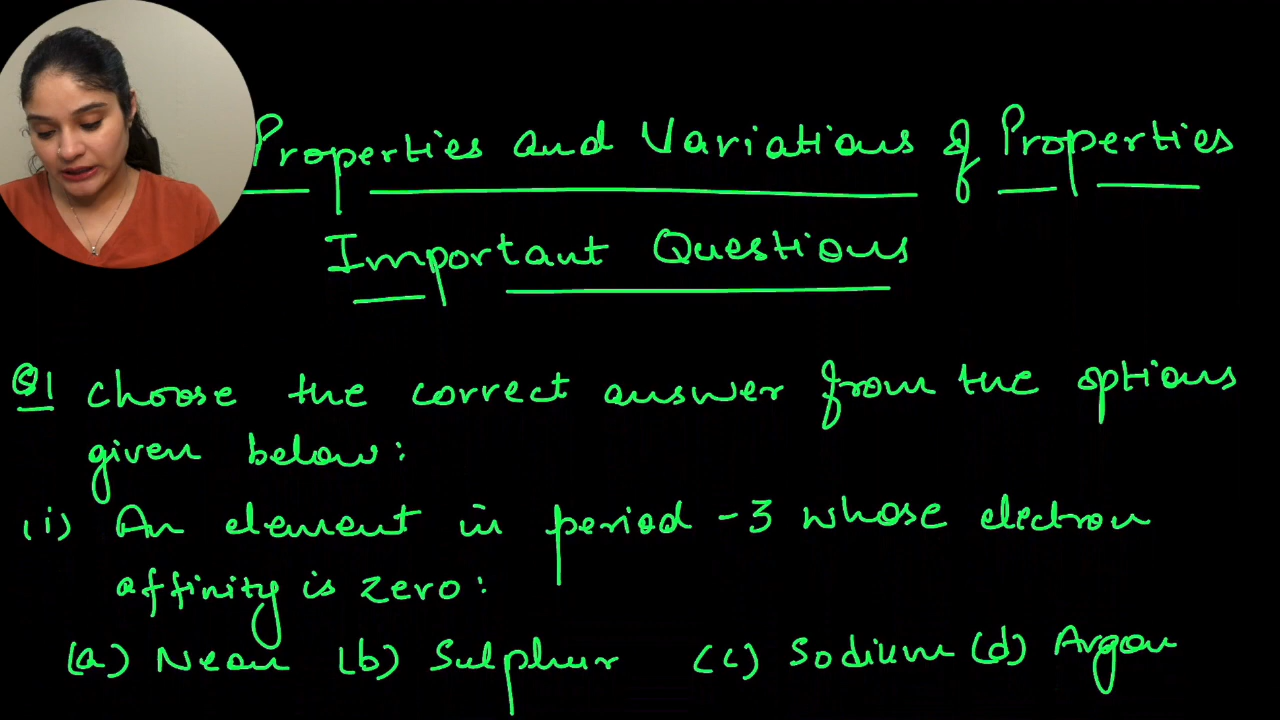 Properties and Variations of Properties
Important Questions
Q1 Choose the correct answer from the options
given below:
(i) An element in period -3 whose electron
affinity is zero:
(a) Neon (b) Sulphur (c) Sodium (d) Argon